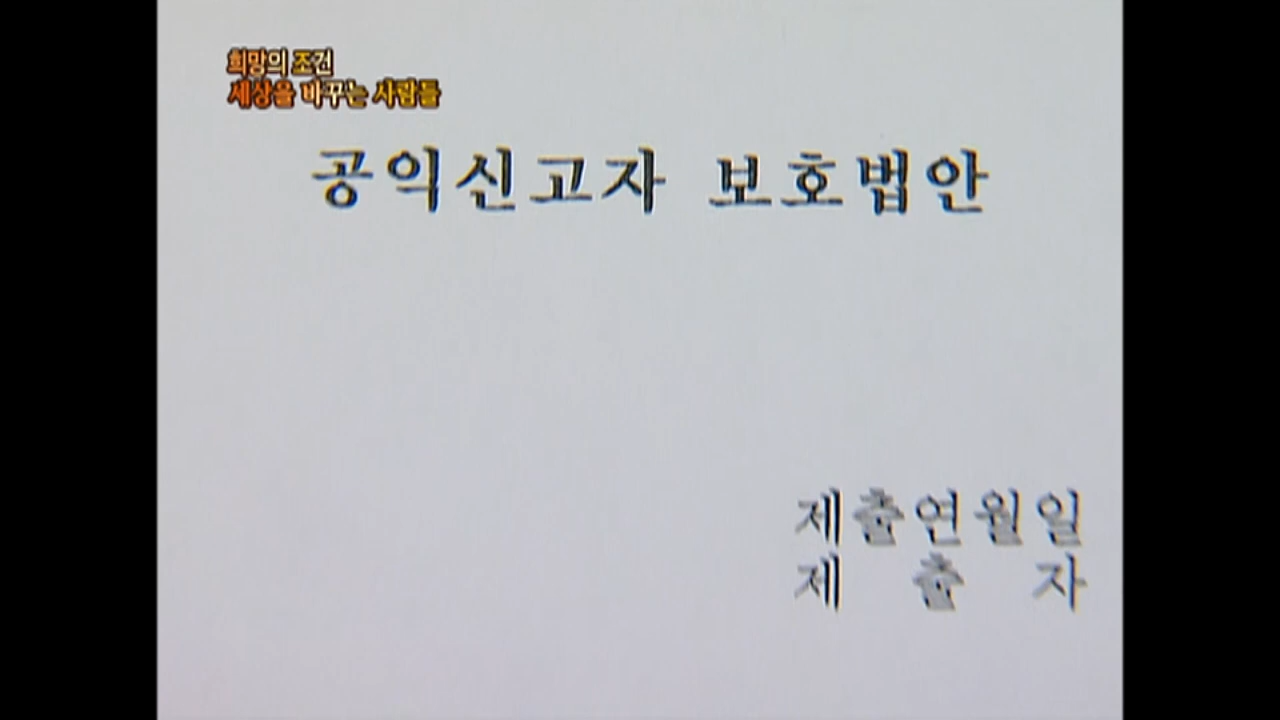 희망의 조건
세상을 바꾸는 사람들
공익신고자 보호법안
제출연월일
제 출 자